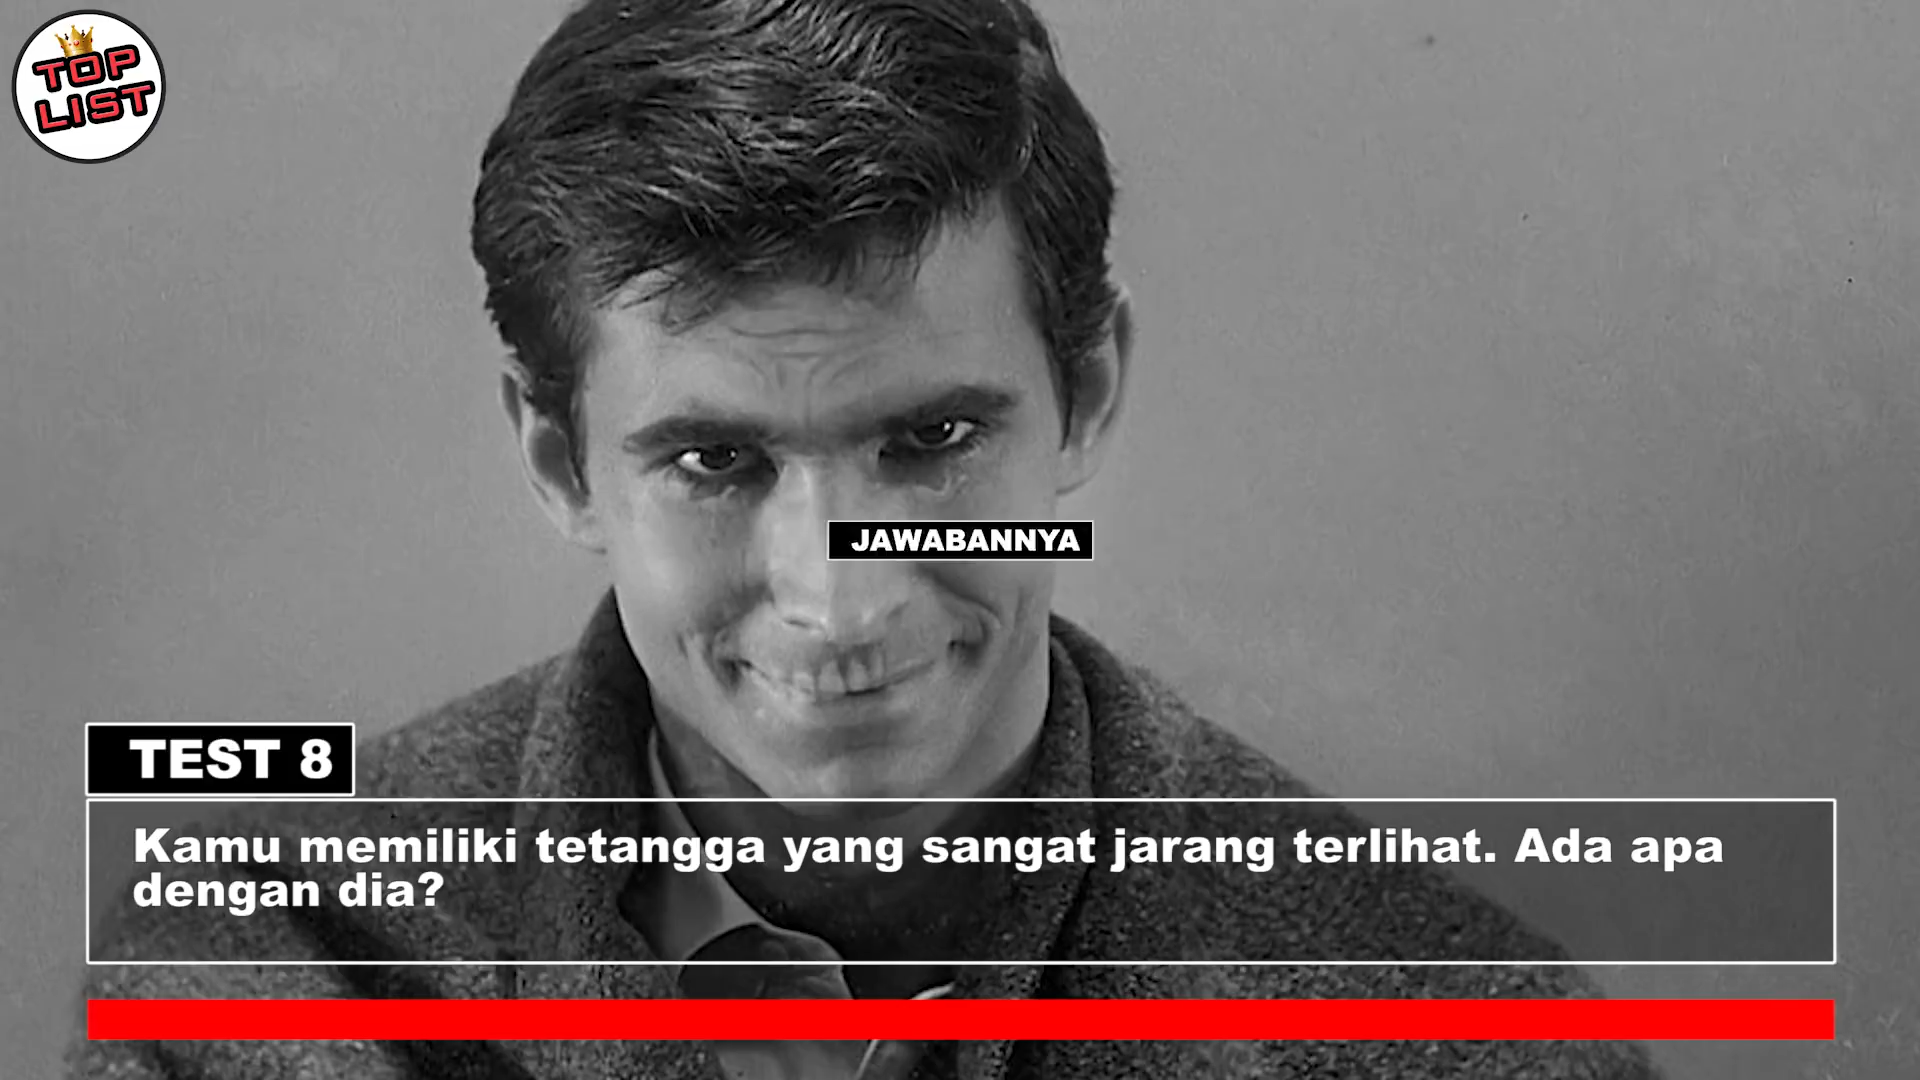 TOP
LIST
JAWABANNYA
TEST 8
Kamu memiliki tetangga yang sangat jarang terlihat. Ada apa
dengan dia?